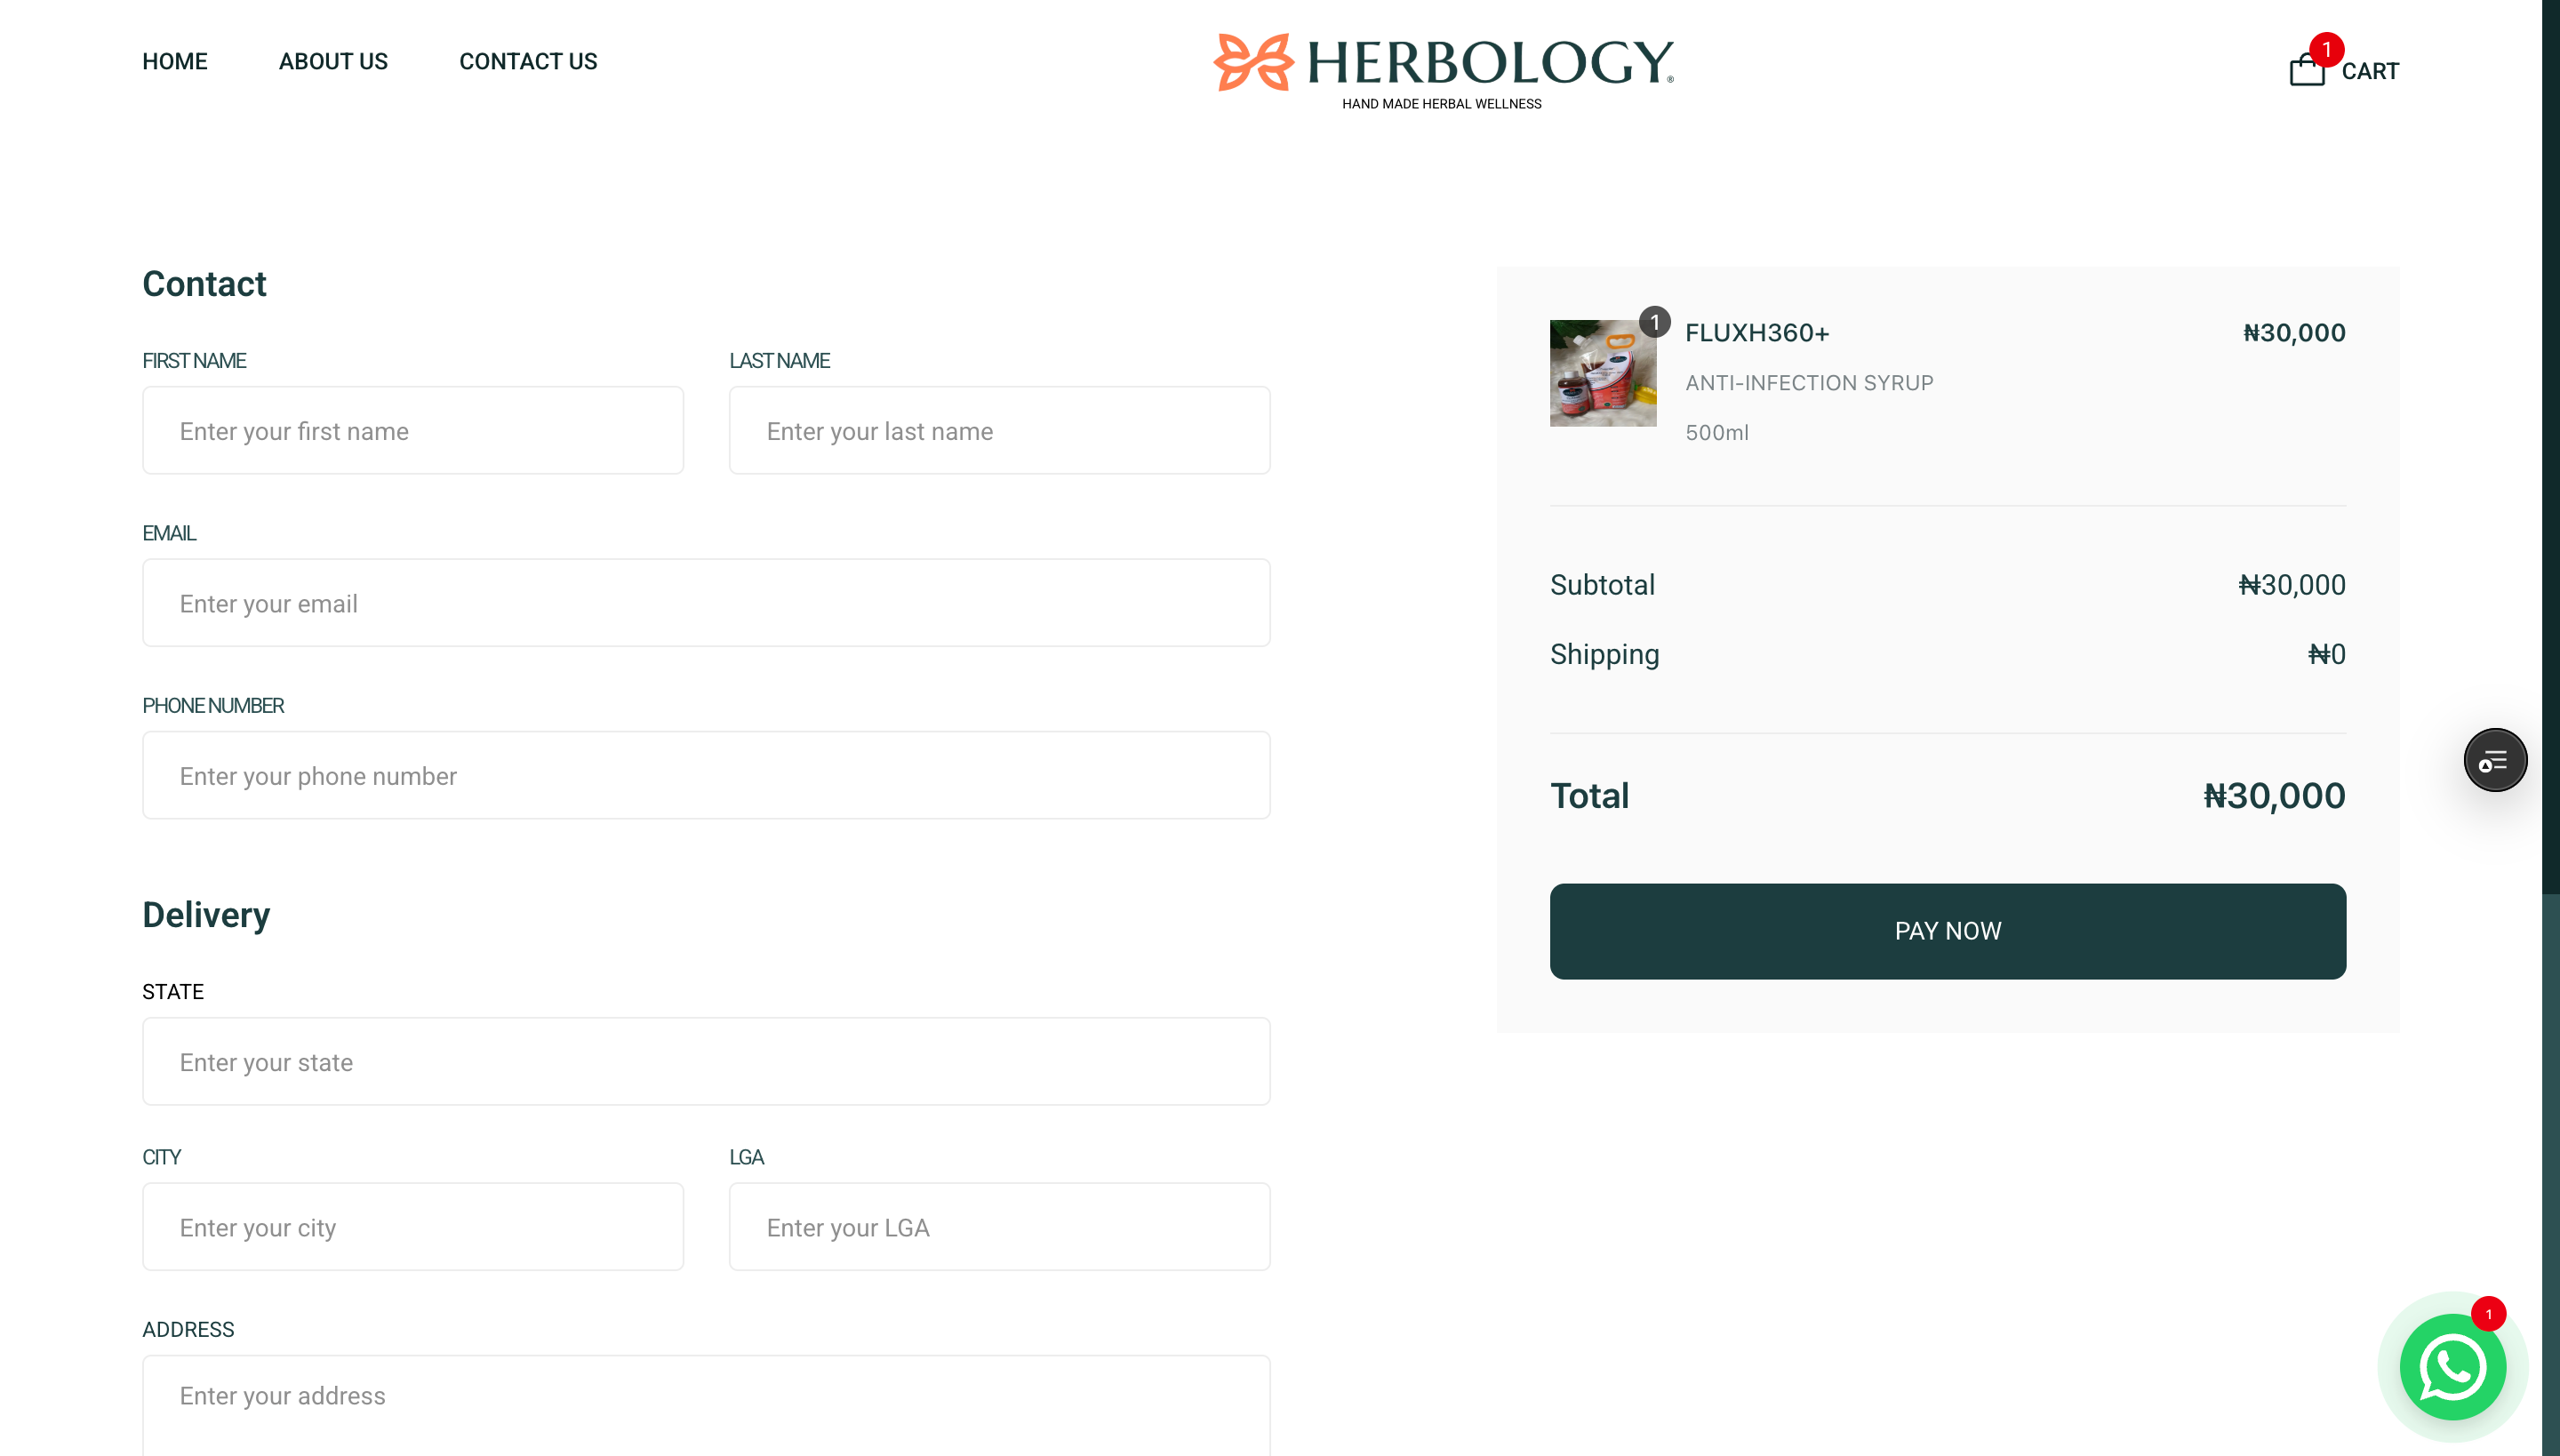 HOME ABOUT US CONTACT US
HERBOLOGY®
HAND MADE HERBAL WELLNESS
1
CART
Contact
FIRST NAME LAST NAME
Enter your first name Enter your last name
EMAIL
Enter your email
PHONE NUMBER
Enter your phone number
Delivery
STATE
Enter your state
CITY LGA
Enter your city Enter your LGA
ADDRESS
Enter your address
1
FLUXH360+ ₦30,000
ANTI-INFECTION SYRUP
500ml
Subtotal ₦30,000
Shipping ₦0
Total ₦30,000
PAY NOW
1